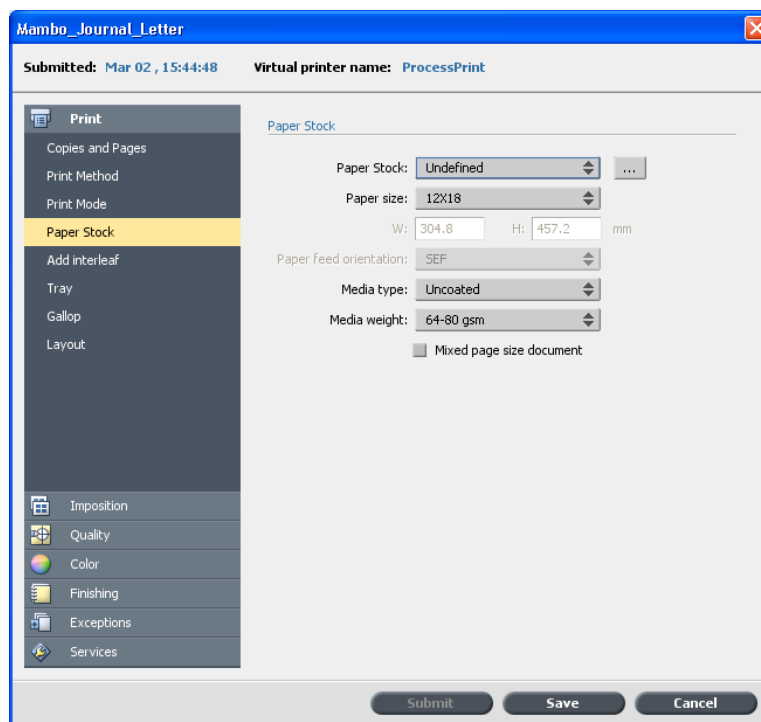 Mambo_Journal_Letter
Submitted: Mar 02 , 15:44:48 Virtual printer name: ProcessPrint
Print
Copies and Pages
Print Method
Print Mode
Paper Stock
Add interleaf
Tray
Gallop
Layout
Imposition
Quality
Color
Finishing
Exceptions
Services
Paper Stock
Paper Stock: Undefined ...
Paper size: 12X18
W: 304.8 H: 457.2 mm
Paper feed orientation: SEF
Media type: Uncoated
Media weight: 64-80 gsm
Mixed page size document
Submit Save Cancel